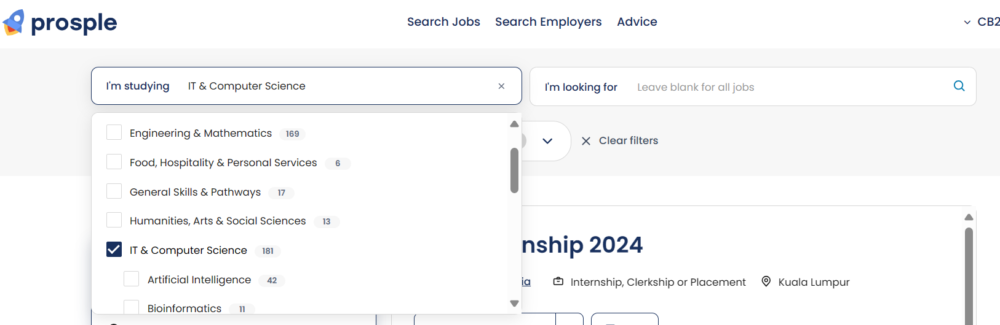 prosple
Search Jobs
Search Employers
Advice
CB2
I'm studying IT & Computer Science
I'm looking for Leave blank for all jobs
Engineering & Mathematics 169
Food, Hospitality & Personal Services 6
General Skills & Pathways 17
Humanities, Arts & Social Sciences 13
IT & Computer Science 181
Artificial Intelligence 42
Bioinformatics 11
Clear filters
nship 2024
ia
Internship, Clerkship or Placement
Kuala Lumpur